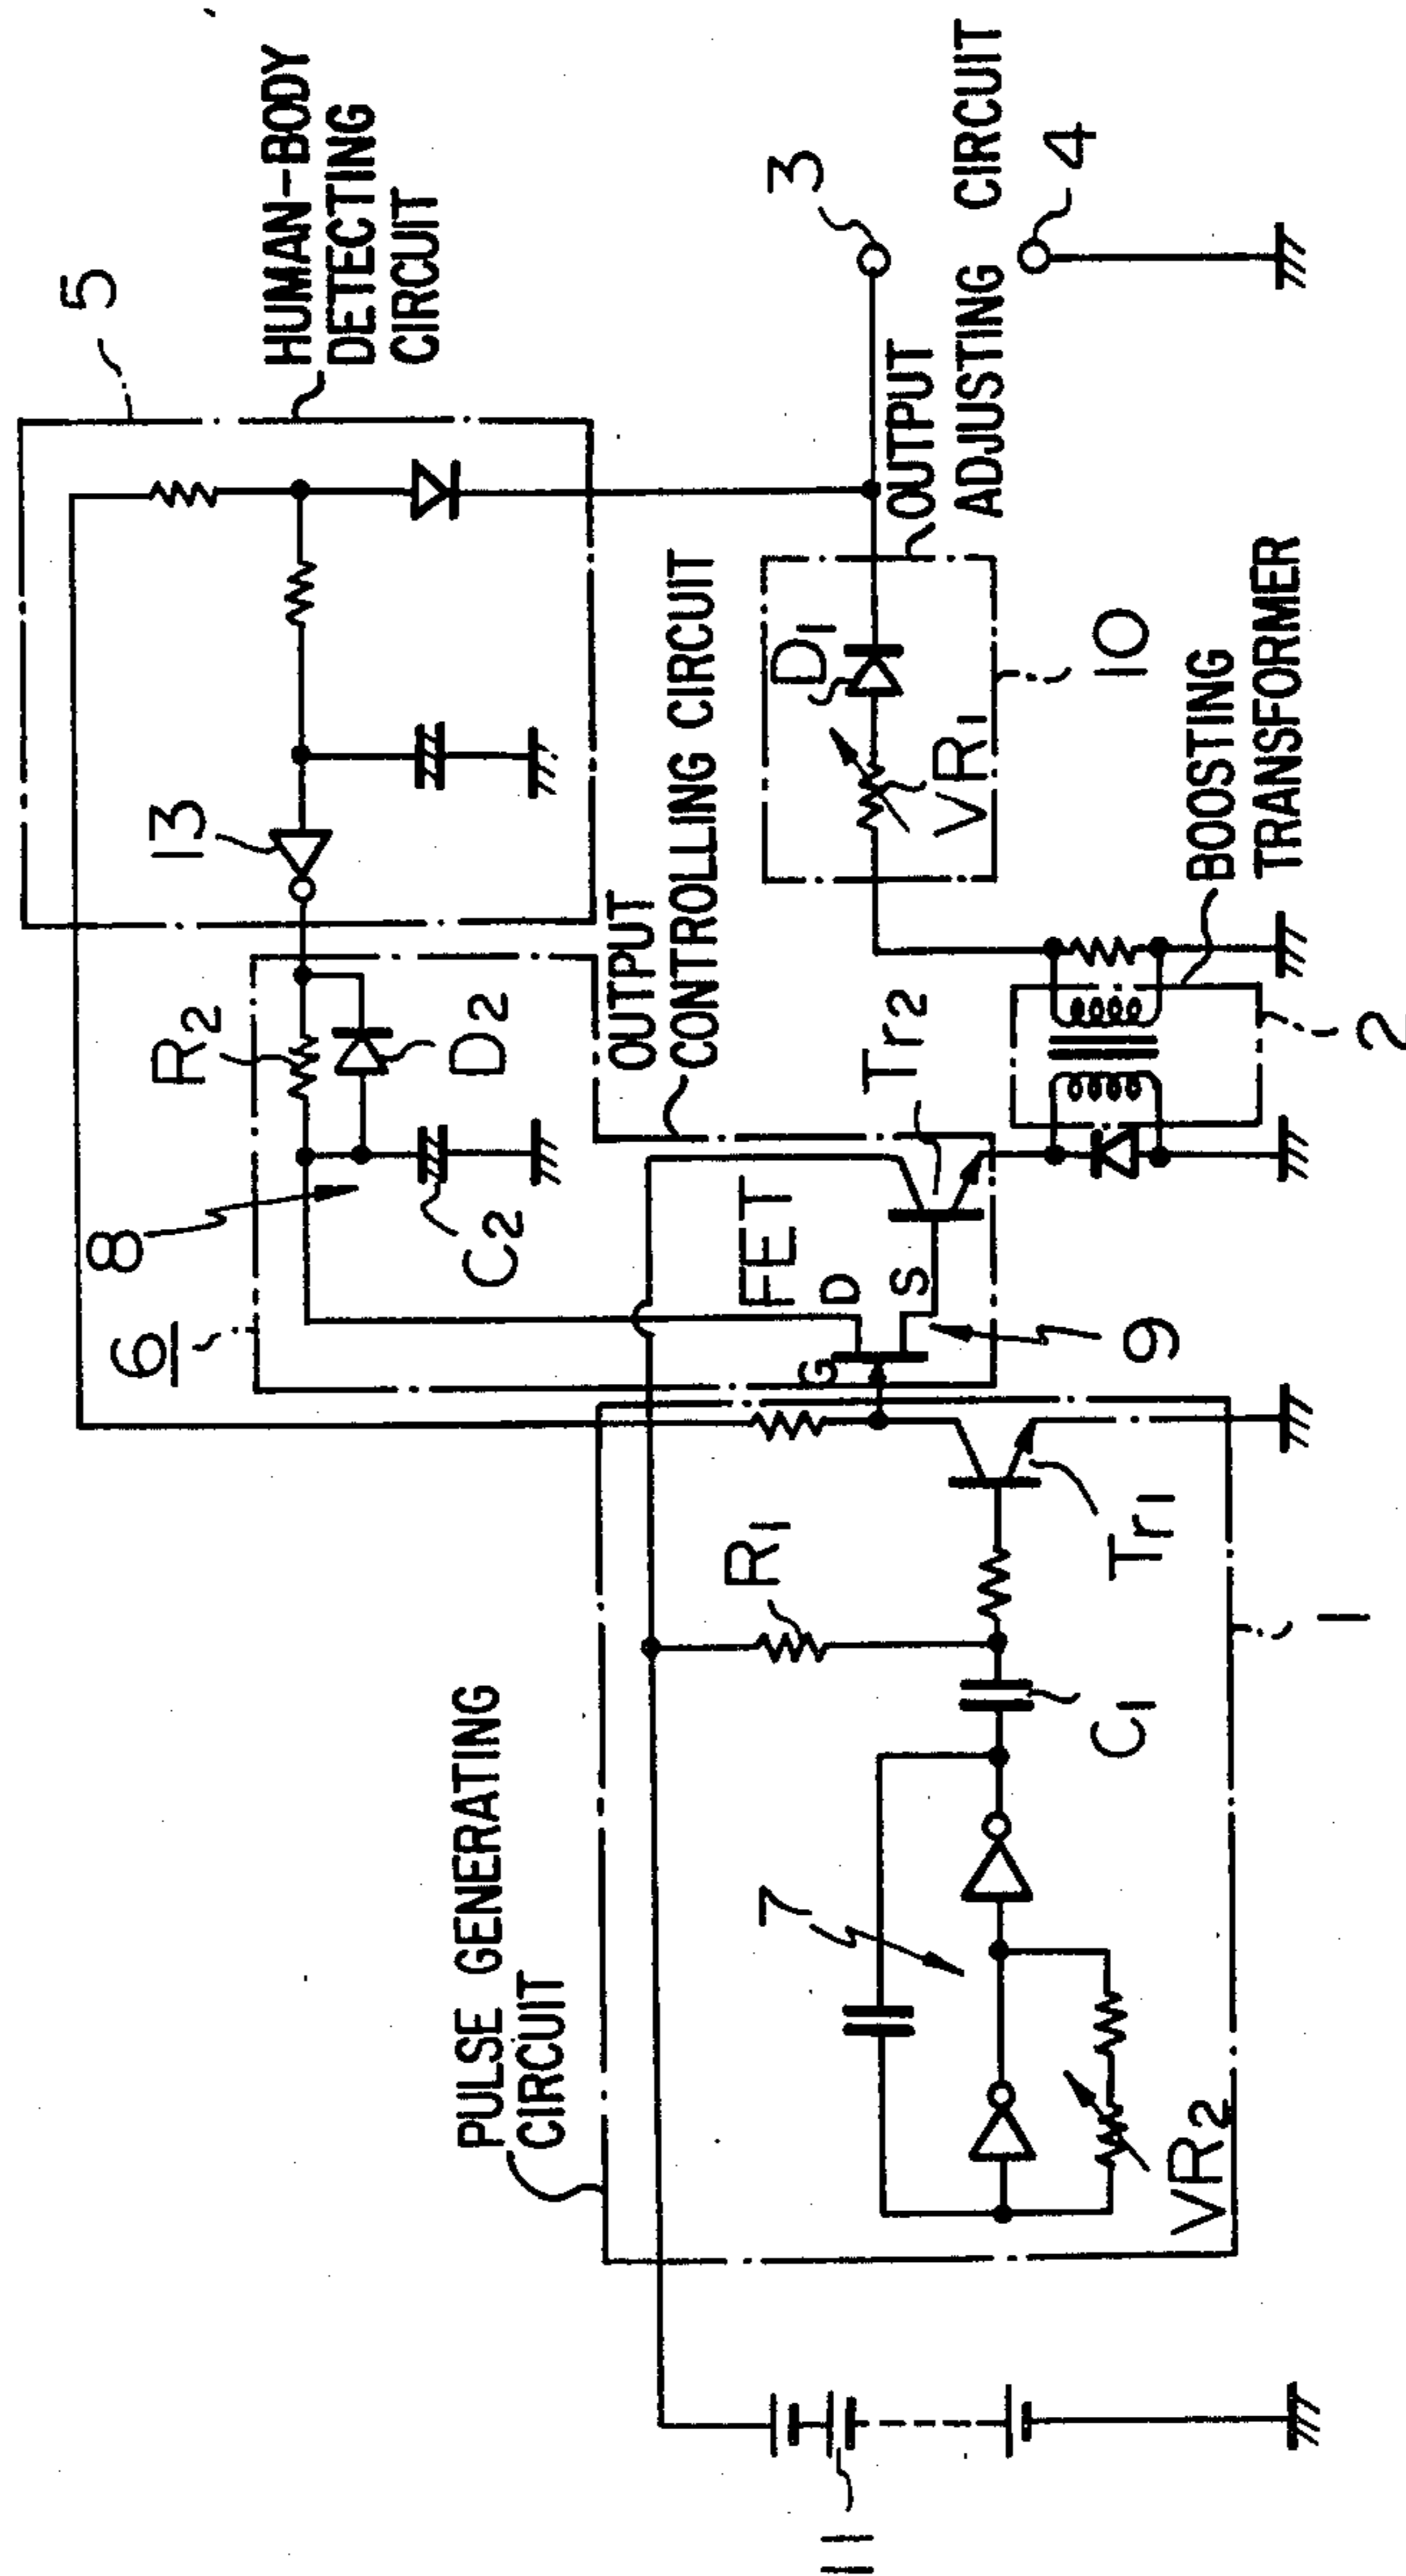 HUMAN-BODY
DETECTING
CIRCUIT
5
13
3
4
OUTPUT
ADJUSTING CIRCUIT
D1
VR1
10
R2
D2
8
C2
6
OUTPUT
CONTROLLING CIRCUIT
BOOSTING
TRANSFORMER
2
Tr2
FET
D
S
G
9
PULSE GENERATING
CIRCUIT
R1
Tr1
1
C1
7
VR2
11